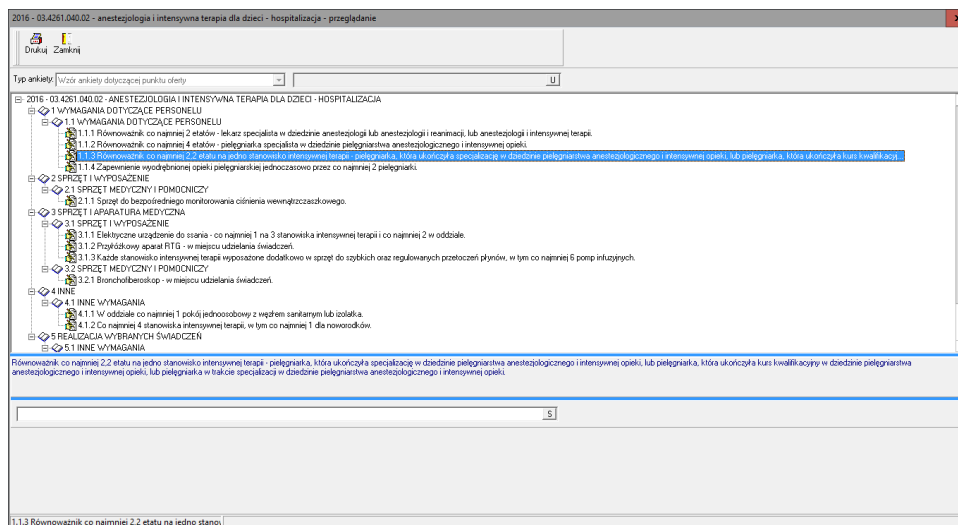 2016 - 03.4261.040.02 - anestezjologia i intensywna terapia dla dzieci - hospitalizacja - przeglądanie
Drukuj Zamknij
Typ ankiety: Wzór ankiety dotyczącej punktu oferty U
2016 - 03.4261.040.02 - ANESTEZJOLOGIA I INTENSYWNA TERAPIA DLA DZIECI - HOSPITALIZACJA
1 WYMAGANIA DOTYCZĄCE PERSONELU
1.1 WYMAGANIA DOTYCZĄCE PERSONELU
1.1.1 Równoważnik co najmniej 2 etatów - lekarz specjalista w dziedzinie anestezjologii lub anestezjologii i reanimacji, lub anestezjologii i intensywnej terapii.
1.1.2 Równoważnik co najmniej 4 etatów - pielęgniarka specjalista w dziedzinie pielęgniarstwa anestezjologicznego i intensywnej opieki.
1.1.3 Równoważnik co najmniej 2,2 etatu na jedno stanowisko intensywnej terapii - pielęgniarka, która ukończyła specjalizację w dziedzinie pielęgniarstwa anestezjologicznego i intensywnej opieki, lub pielęgniarka, która ukończyła kurs kwalifikacyj...
1.1.4 Zapewnienie wyodrębnionej opieki pielęgniarskiej jednoczasowo przez co najmniej 2 pielęgniarki.
2 SPRZĘT I WYPOSAŻENIE
2.1 SPRZĘT MEDYCZNY I POMOCNICZY
2.1.1 Sprzęt do bezpośredniego monitorowania ciśnienia wewnątrzczaszkowego.
3 SPRZĘT I APARATURA MEDYCZNA
3.1 SPRZĘT I WYPOSAŻENIE
3.1.1 Elektryczne urządzenie do ssania - co najmniej 1 na 3 stanowiska intensywnej terapii i co najmniej 2 w oddziale.
3.1.2 Przyłóżkowy aparat RTG - w miejscu udzielania świadczeń.
3.1.3 Każde stanowisko intensywnej terapii wyposażone dodatkowo w sprzęt do szybkich oraz regulowanych przetoczeń płynów, w tym co najmniej 6 pomp infuzyjnych.
3.2 SPRZĘT MEDYCZNY I POMOCNICZY
3.2.1 Bronchofiberoskop - w miejscu udzielania świadczeń.
4 INNE
4.1 INNE WYMAGANIA
4.1.1 W oddziale co najmniej 1 pokój jednoosobowy z węzłem sanitarnym lub izolatka.
4.1.2 Co najmniej 4 stanowiska intensywnej terapii, w tym co najmniej 1 dla noworodków.
5 REALIZACJA WYBRANYCH ŚWIADCZEŃ
5.1 INNE WYMAGANIA
Równoważnik co najmniej 2,2 etatu na jedno stanowisko intensywnej terapii - pielęgniarka, która ukończyła specjalizację w dziedzinie pielęgniarstwa anestezjologicznego i intensywnej opieki, lub pielęgniarka, która ukończyła kurs kwalifikacyjny w dziedzinie pielęgniarstwa
anestezjologicznego i intensywnej opieki, lub pielęgniarka w trakcie specjalizacji w dziedzinie pielęgniarstwa anestezjologicznego i intensywnej opieki.
S
1.1.3 Równoważnik co najmniej 2,2 etatu na jedno stanow